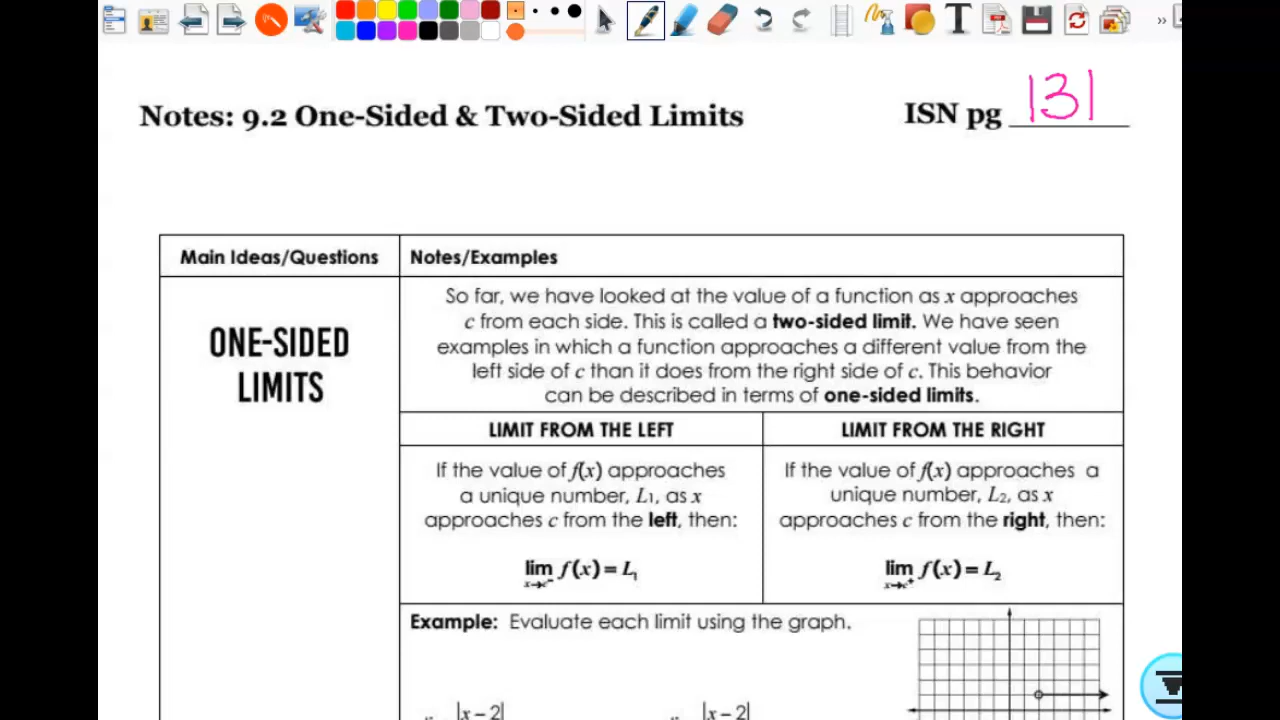 Notes: 9.2 One-Sided & Two-Sided Limits
ISN pg 131
Main Ideas/Questions
Notes/Examples
ONE-SIDED
LIMITS
So far, we have looked at the value of a function as x approaches
c from each side. This is called a two-sided limit. We have seen
examples in which a function approaches a different value from the
left side of c than it does from the right side of c. This behavior
can be described in terms of one-sided limits.
LIMIT FROM THE LEFT
If the value of f(x) approaches
a unique number, L₁, as x
approaches c from the left, then:
lim f(x) = L₁
x→c⁻
LIMIT FROM THE RIGHT
If the value of f(x) approaches a
unique number, L₂, as x
approaches c from the right, then:
lim f(x) = L₂
x→c⁺
Example: Evaluate each limit using the graph.
|x − 2|
|x − 2|